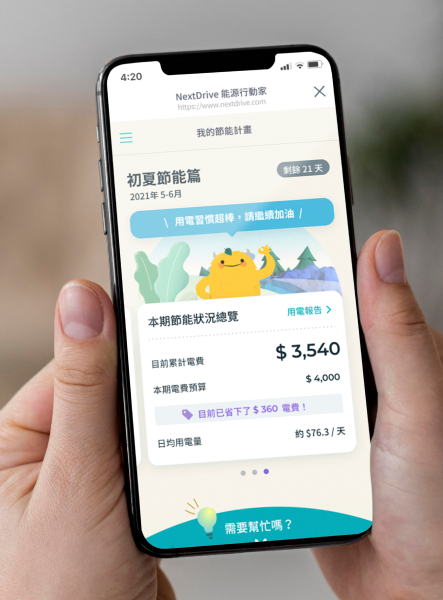 4:20
NextDrive 能源行動家
https://www.nextdrive.com
我的節能計畫
初夏節能篇
剩餘 21 天
2021年 5-6月
\ 用電習慣超棒，請繼續加油 /
本期節能狀況總覽
用電報告 >
目前累計電費
$ 3,540
本期電費預算
$ 4,000
目前已省下了 $ 360 電費！
日均用電量
約 $76.3 / 天
需要幫忙嗎？